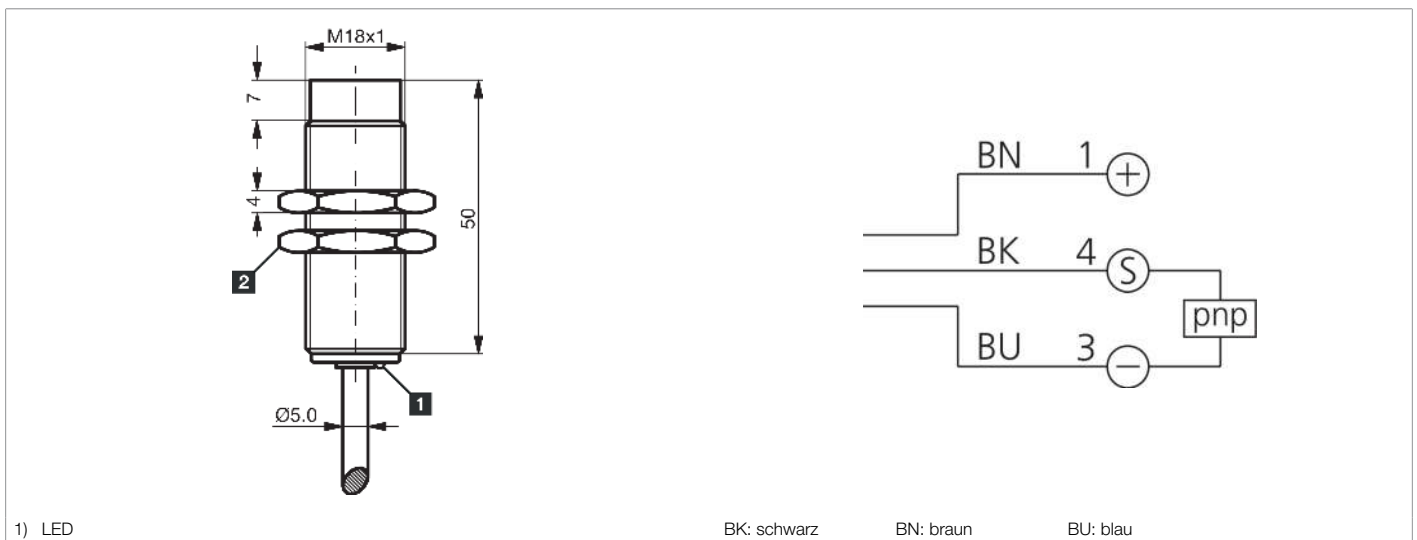 M18x1
7
4
50
2
1
Ø5.0
BN 1 +
BK 4 S
pnp
BU 3 −
1) LED
BK: schwarz BN: braun BU: blau